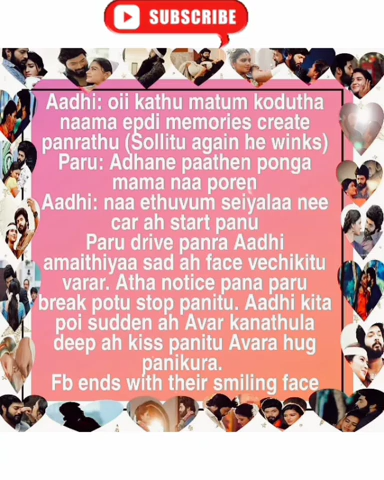 SUBSCRIBE
Aadhi: oii kathu matum kodutha
naama epdi memories create
panrathu (Sollitu again he winks)
Paru: Adhane paathen ponga
mama naa poren
Aadhi: naa ethuvum seiyalaa nee
car ah start panu
Paru drive panra Aadhi
amaithiyaa sad ah face vechikitu
varar. Atha notice pana paru
break potu stop panitu. Aadhi kita
poi sudden ah Avar kanathula
deep ah kiss panitu Avara hug
panikura.
Fb ends with their smiling face